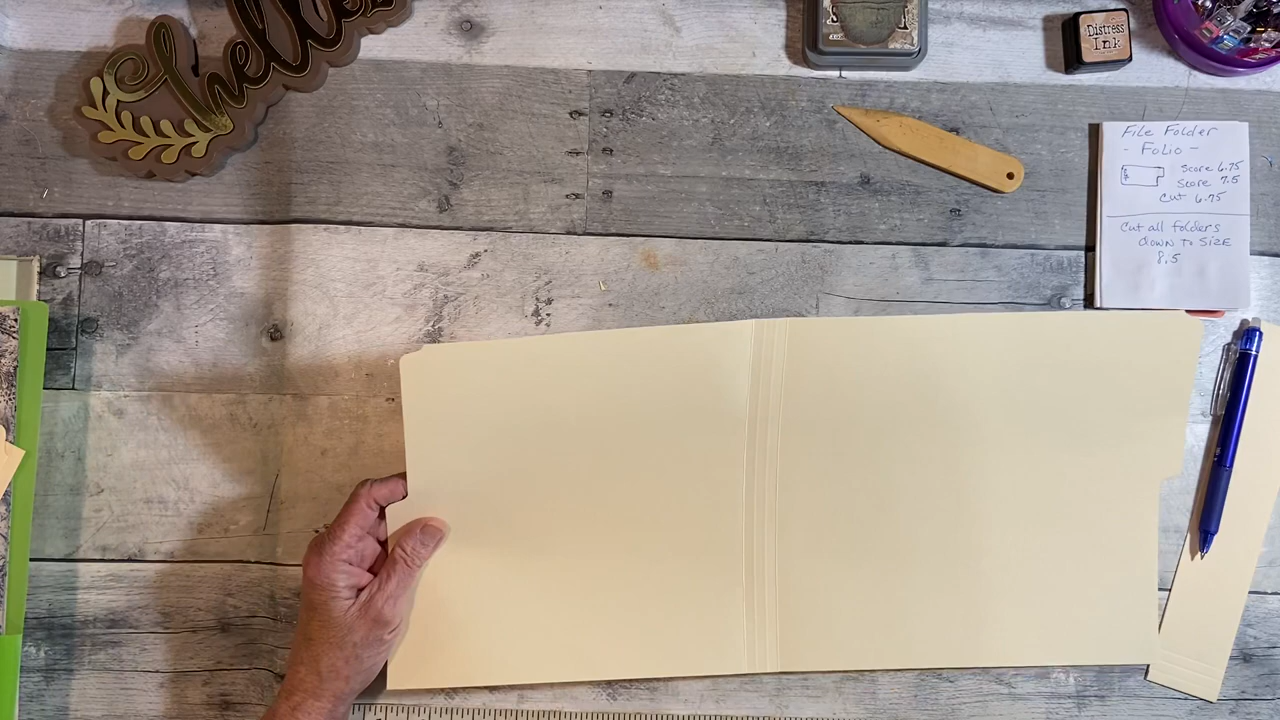 hello
Distress
Ink
File Folder
- Folio -
Score 6.75
Score 7.5
Cut 6.75
Cut all folders
down to SIZE
8.5